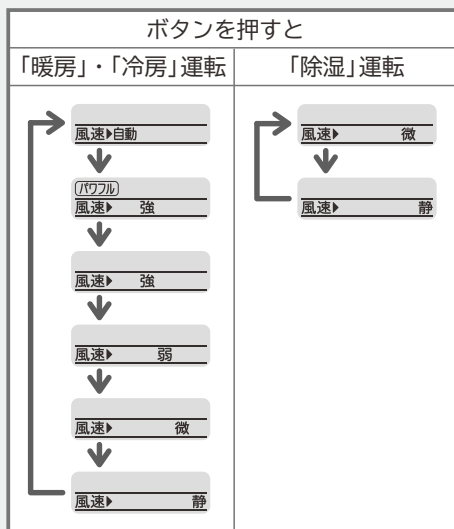 ボタンを押すと
「暖房」・「冷房」運転
「除湿」運転
風速▶自動
パワフル
風速▶ 強
風速▶ 強
風速▶ 弱
風速▶ 微
風速▶ 静
風速▶ 微
風速▶ 静